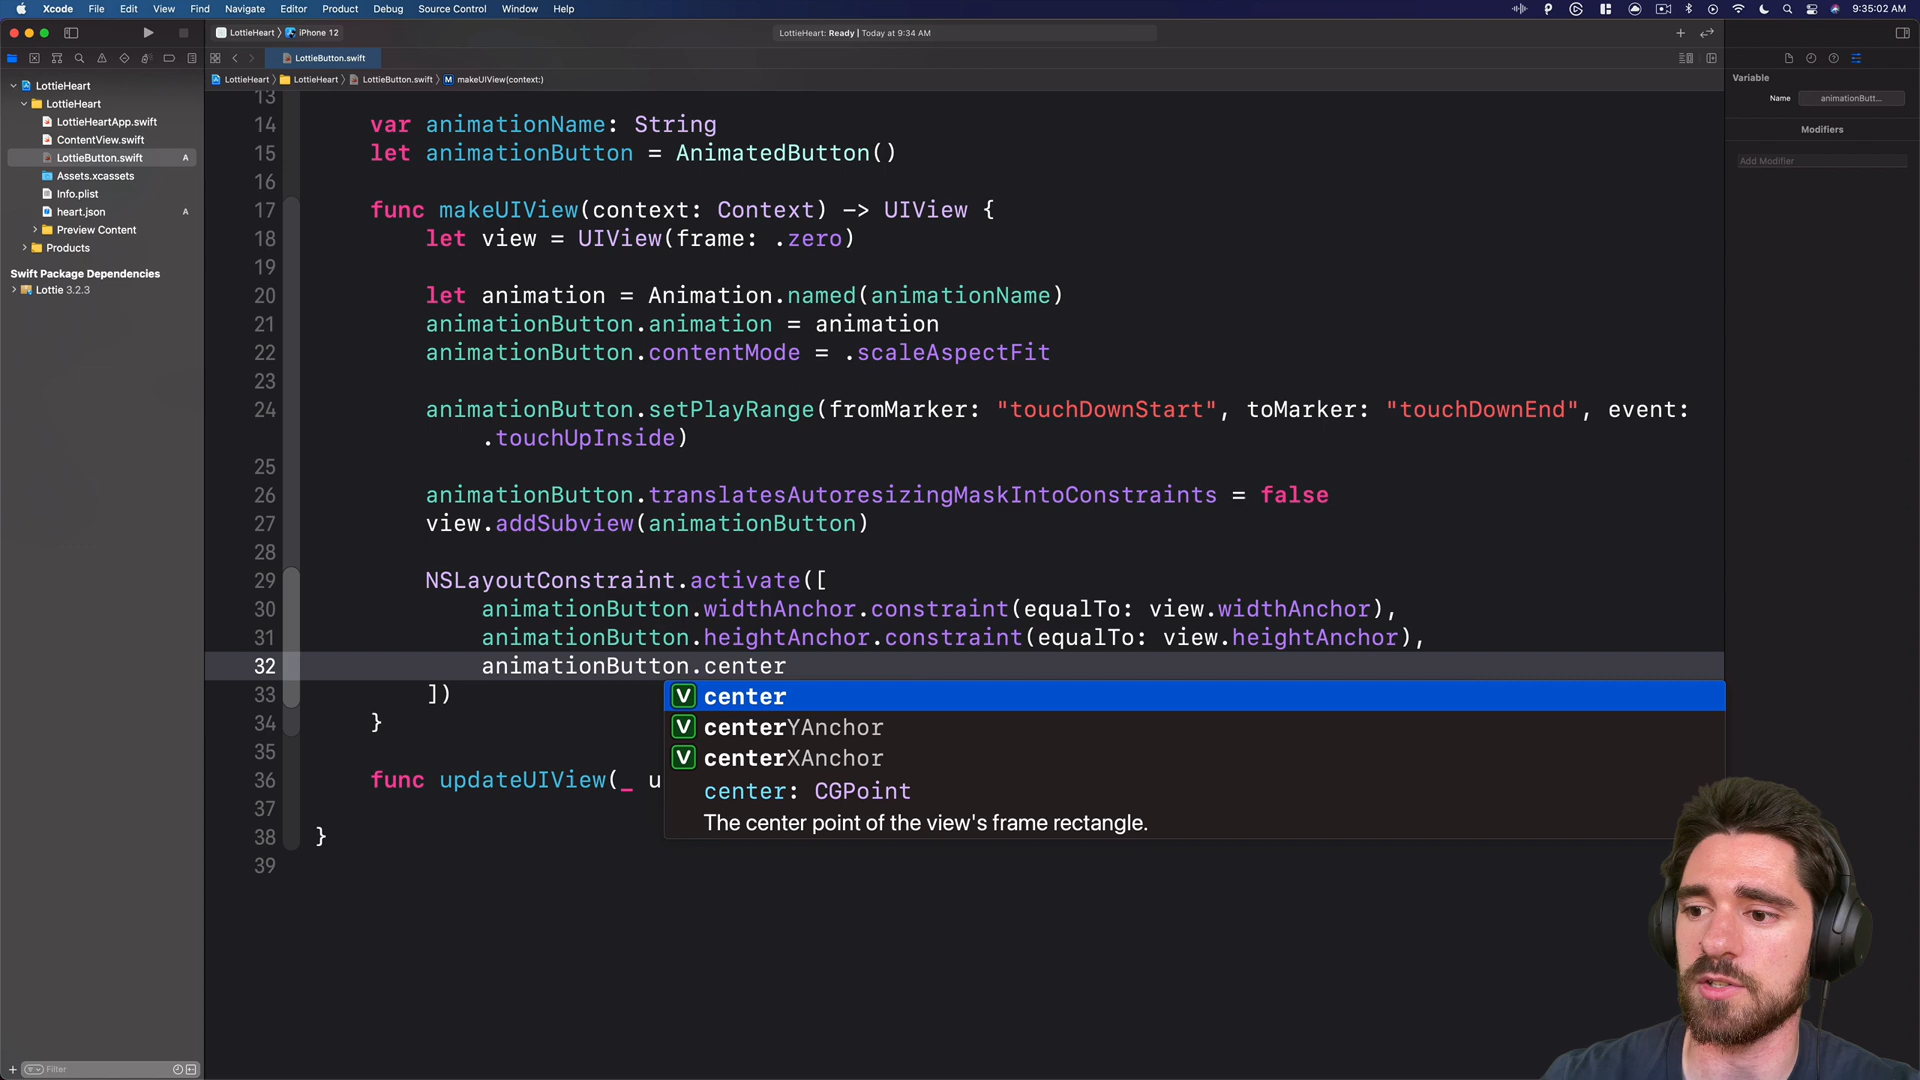 Xcode File Edit View Find Navigate Editor Product Debug Source Control Window Help 9:35:02 AM
LottieHeart iPhone 12
LottieHeart: Ready | Today at 9:34 AM
LottieButton.swift
LottieHeart LottieHeart LottieButton.swift M makeUIView(context:)
LottieHeart
LottieHeart
LottieHeartApp.swift
ContentView.swift
LottieButton.swift A
Assets.xcassets
Info.plist
heart.json A
Preview Content
Products
Swift Package Dependencies
Lottie 3.2.3
Filter
13
14 var animationName: String
15 let animationButton = AnimatedButton()
16
17 func makeUIView(context: Context) -> UIView {
18 let view = UIView(frame: .zero)
19
20 let animation = Animation.named(animationName)
21 animationButton.animation = animation
22 animationButton.contentMode = .scaleAspectFit
23
24 animationButton.setPlayRange(fromMarker: "touchDownStart", toMarker: "touchDownEnd", event:
.touchUpInside)
25
26 animationButton.translatesAutoresizingMaskIntoConstraints = false
27 view.addSubview(animationButton)
28
29 NSLayoutConstraint.activate([
30 animationButton.widthAnchor.constraint(equalTo: view.widthAnchor),
31 animationButton.heightAnchor.constraint(equalTo: view.heightAnchor),
32 animationButton.center
33 ])
34 }
35
36 func updateUIView(_ u
37
38 }
39
V center
V centerYAnchor
V centerXAnchor
center: CGPoint
The center point of the view's frame rectangle.
Variable
Name animationButt...
Modifiers
Add Modifier